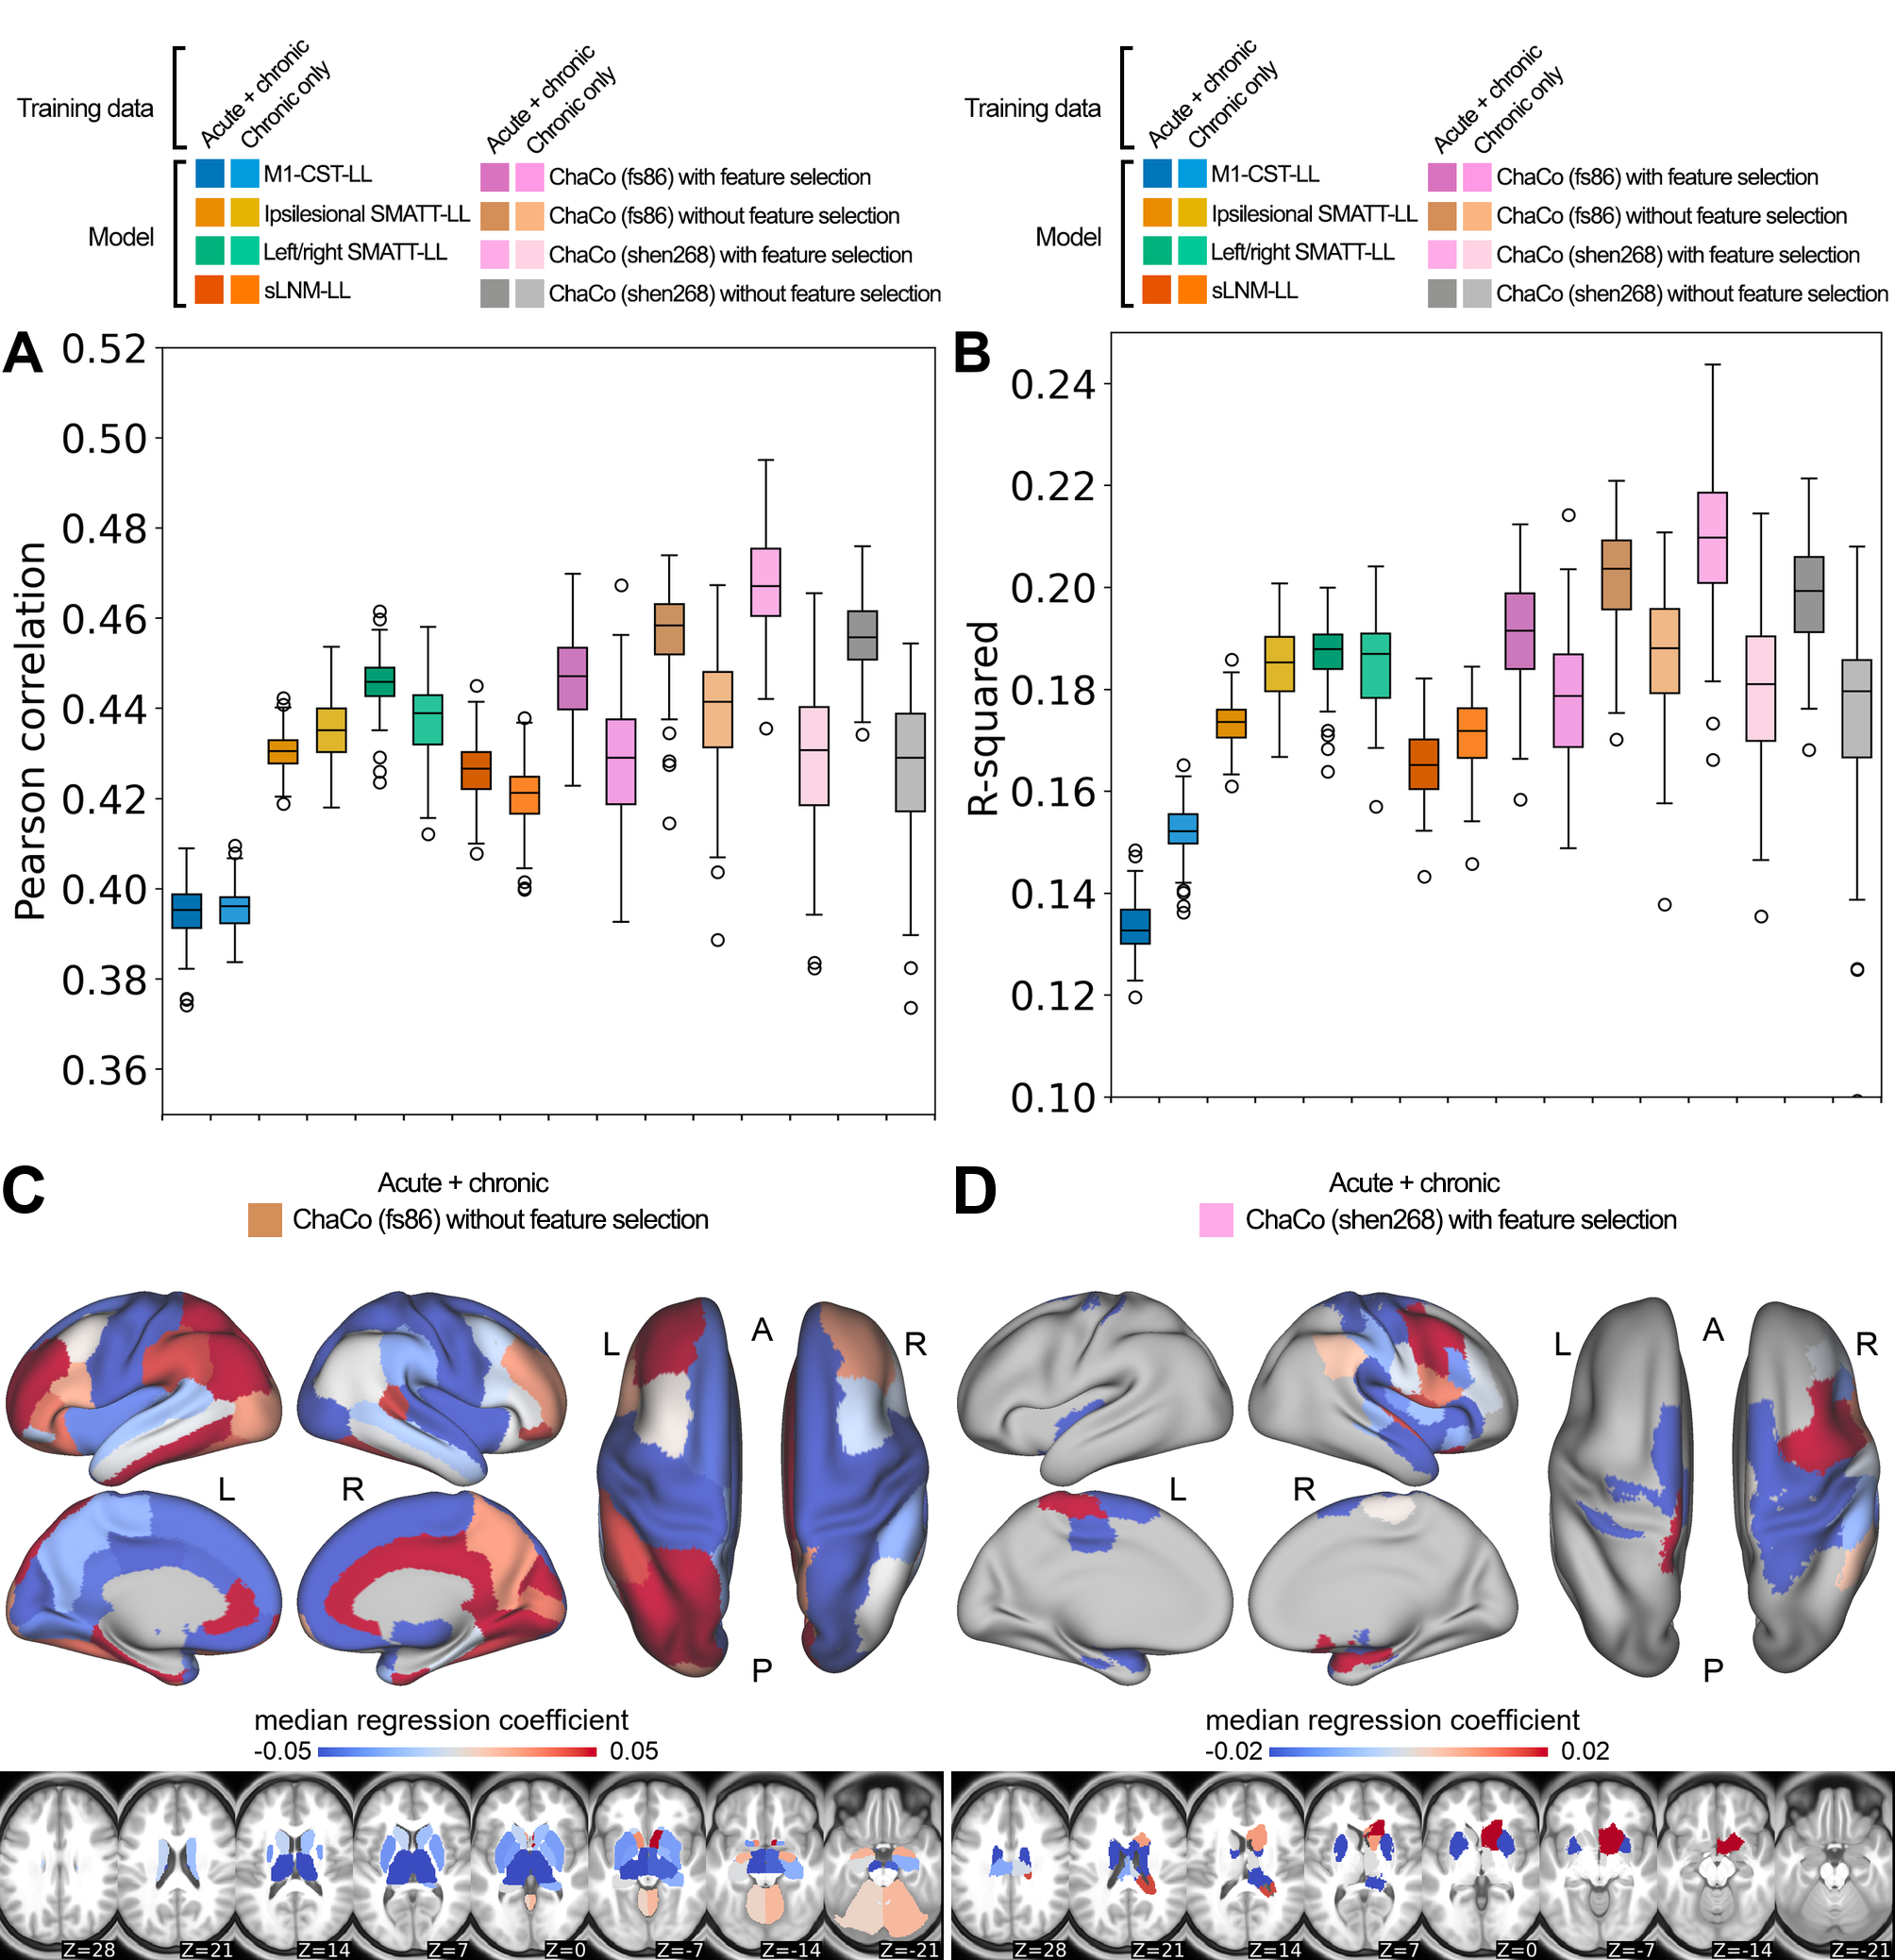 Training data
Acute + chronic
Chronic only
Acute + chronic
Chronic only
Model
M1-CST-LL
Ipsilesional SMATT-LL
Left/right SMATT-LL
sLNM-LL
ChaCo (fs86) with feature selection
ChaCo (fs86) without feature selection
ChaCo (shen268) with feature selection
ChaCo (shen268) without feature selection
Training data
Acute + chronic
Chronic only
Acute + chronic
Chronic only
Model
M1-CST-LL
Ipsilesional SMATT-LL
Left/right SMATT-LL
sLNM-LL
ChaCo (fs86) with feature selection
ChaCo (fs86) without feature selection
ChaCo (shen268) with feature selection
ChaCo (shen268) without feature selection
A
Pearson correlation
0.52
0.50
0.48
0.46
0.44
0.42
0.40
0.38
0.36
B
R-squared
0.24
0.22
0.20
0.18
0.16
0.14
0.12
0.10
C
Acute + chronic
ChaCo (fs86) without feature selection
L A R
L R
P
median regression coefficient
-0.05 0.05
Z=28 Z=21 Z=14 Z=7 Z=0 Z=-7 Z=-14 Z=-21
D
Acute + chronic
ChaCo (shen268) with feature selection
L A R
L R
P
median regression coefficient
-0.02 0.02
Z=28 Z=21 Z=14 Z=7 Z=0 Z=-7 Z=-14 Z=-21